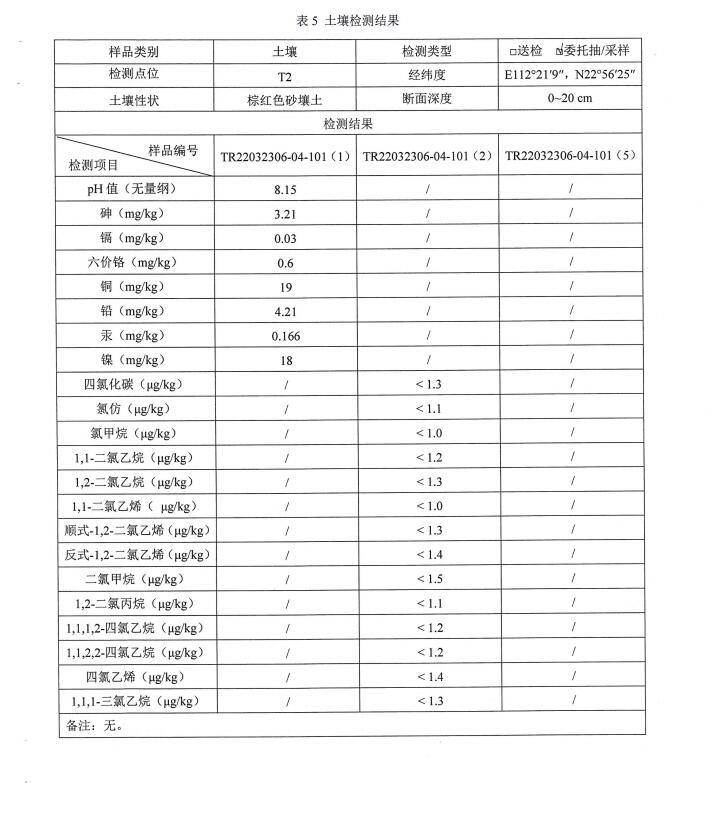 表 5 土壤检测结果
样品类别 土壤 检测类型 □送检 ☑委托抽/采样
检测点位 T2 经纬度 E112°21′9″，N22°56′25″
土壤性状 棕红色砂壤土 断面深度 0~20 cm
检测结果
样品编号
检测项目
TR22032306-04-101（1） TR22032306-04-101（2） TR22032306-04-101（5）
pH 值（无量纲） 8.15 / /
砷（mg/kg） 3.21 / /
镉（mg/kg） 0.03 / /
六价铬（mg/kg） 0.6 / /
铜（mg/kg） 19 / /
铅（mg/kg） 4.21 / /
汞（mg/kg） 0.166 / /
镍（mg/kg） 18 / /
四氯化碳（μg/kg） / ＜1.3 /
氯仿（μg/kg） / ＜1.1 /
氯甲烷（μg/kg） / ＜1.0 /
1,1-二氯乙烷（μg/kg） / ＜1.2 /
1,2-二氯乙烷（μg/kg） / ＜1.3 /
1,1-二氯乙烯（ μg/kg） / ＜1.0 /
顺式-1,2-二氯乙烯（μg/kg） / ＜1.3 /
反式-1,2-二氯乙烯（μg/kg） / ＜1.4 /
二氯甲烷（μg/kg） / ＜1.5 /
1,2-二氯丙烷（μg/kg） / ＜1.1 /
1,1,1,2-四氯乙烷（μg/kg） / ＜1.2 /
1,1,2,2-四氯乙烷（μg/kg） / ＜1.2 /
四氯乙烯（μg/kg） / ＜1.4 /
1,1,1-三氯乙烷（μg/kg） / ＜1.3 /
备注：无。